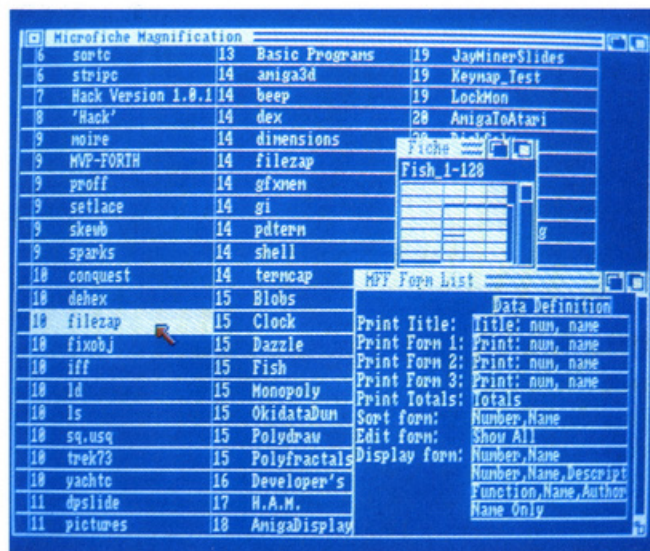 Microfiche Magnification
6 sortc
6 stripc
7 Hack Version 1.0.1
8 'Hack'
9 moire
9 MVP-FORTH
9 proff
9 setlace
9 skewb
9 sparks
10 conquest
10 dehex
10 filezap
10 fixobj
10 iff
10 ld
10 ls
10 sq.usq
10 trek73
10 yachtc
11 dpslide
11 pictures
13 Basic Programs
14 amiga3d
14 beep
14 dex
14 dimensions
14 filezap
14 gfxmem
14 gi
14 pdterm
14 shell
14 termcap
15 Blobs
15 Clock
15 Dazzle
15 Fish
15 Monopoly
15 OkidataDum
15 Polydraw
15 Polyfractals
16 Developer's
17 H.A.M.
18 AmigaDisplay
19 JayMinerSlides
19 Keymap_Test
19 LockMon
20 AmigaToAtari
Fiche
Fish_1-128
g
MFF Form List
Data Definition
Print Title: Title: num, name
Print Form 1: Print: num, name
Print Form 2: Print: num, name
Print Form 3: Print: num, name
Print Totals: Totals
Sort form: Number,Name
Edit form: Show All
Display form: Number,Name
Number,Name,Descript
Function,Name,Author
Name Only